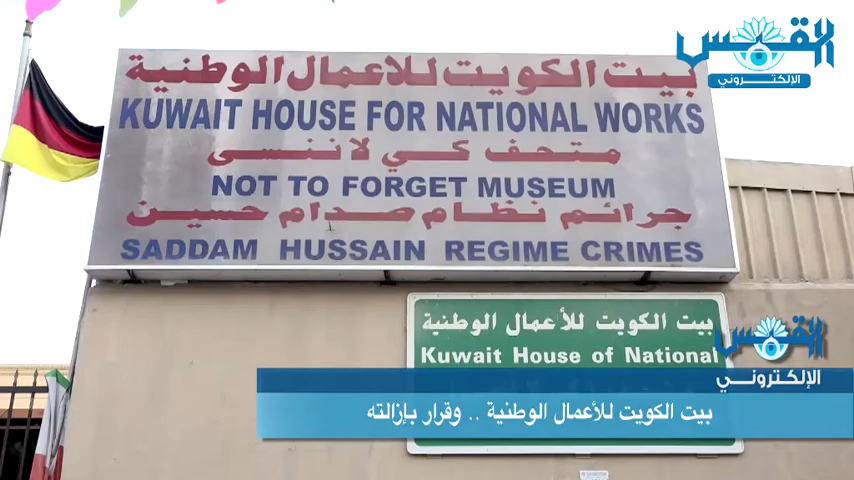 القبس
الإلكتروني
بيت الكويت للاعمال الوطنية
KUWAIT HOUSE FOR NATIONAL WORKS
متحف كي لا ننسى
NOT TO FORGET MUSEUM
جرائم نظام صدام حسين
SADDAM HUSSAIN REGIME CRIMES
بيت الكويت للأعمال الوطنية
Kuwait House of National
القبس
الإلكتروني
بيت الكويت للأعمال الوطنية .. وقرار بإزالته